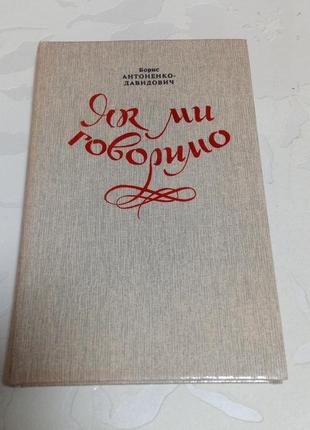 Борис
АНТОНЕНКО-
ДАВИДОВИЧ
Як ми
говоримо